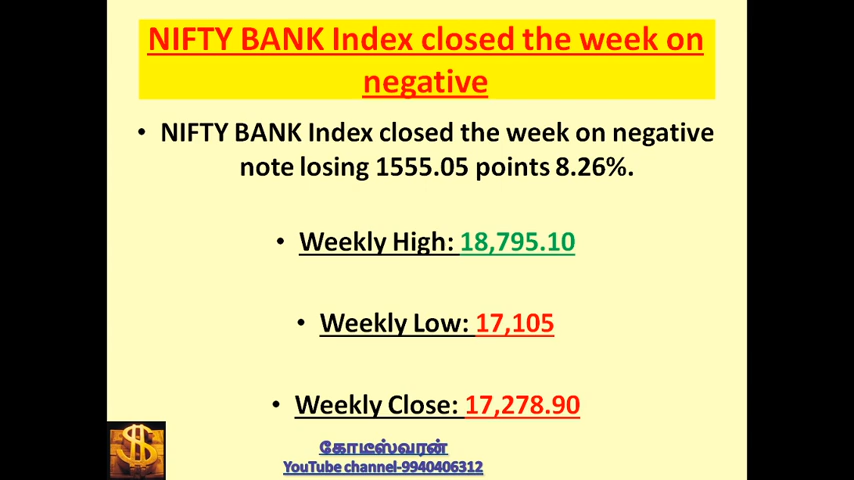 NIFTY BANK Index closed the week on
negative
• NIFTY BANK Index closed the week on negative
note losing 1555.05 points 8.26%.
• Weekly High: 18,795.10
• Weekly Low: 17,105
• Weekly Close: 17,278.90
கோடீஸ்வரன்
YouTube channel-9940406312